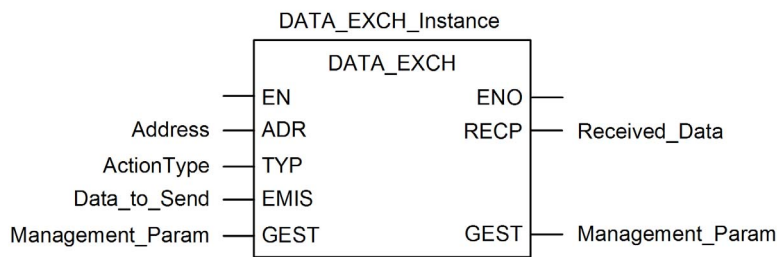 DATA_EXCH_Instance
DATA_EXCH
EN ENO
Address ADR RECP Received_Data
ActionType TYP
Data_to_Send EMIS
Management_Param GEST GEST Management_Param